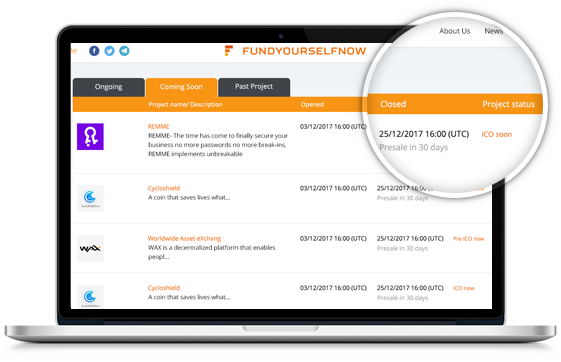 About Us News
FUNDYOURSELFNOW
Ongoing Coming Soon Past Project
Project name/ Description Opened Closed Project status
REMME 03/12/2017 16:00 (UTC) 25/12/2017 16:00 (UTC) ICO soon
REMME- The time has come to finally secure your Presale in 30 days
business no more passwords no more break-ins,
REMME implements unbreakable
Cycloshield 03/12/2017 16:00 (UTC) 25/12/2017 16:00 (UTC)
A coin that saves lives what... Presale in 30 days
Worldwide Asset eXchang 03/12/2017 16:00 (UTC) 25/12/2017 16:00 (UTC) Pre ICO now
WAX is a decentralized platform that enables Presale in 30 days
peopl...
WAX
Cycloshield 03/12/2017 16:00 (UTC) 25/12/2017 16:00 (UTC) ICO now
A coin that saves lives what... Presale in 30 days